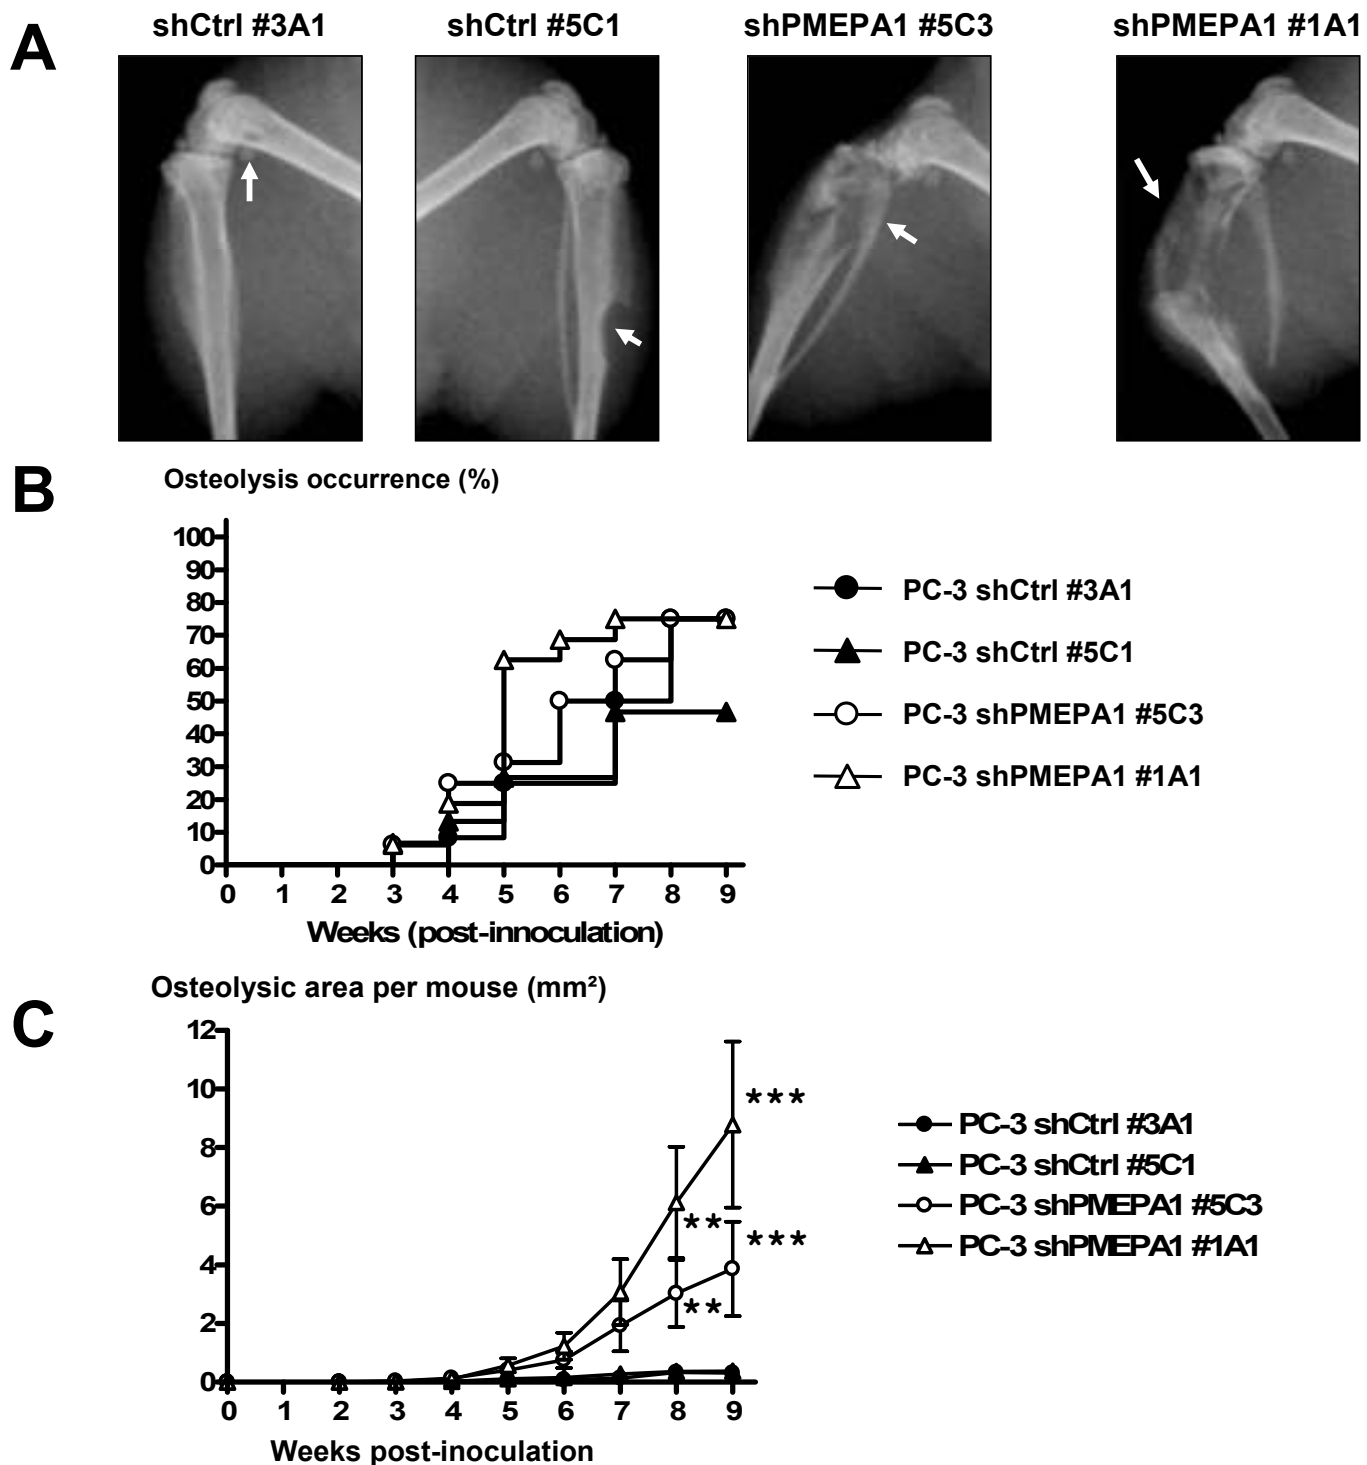 A
shCtrl #3A1
shCtrl #5C1
shPMEPA1 #5C3
shPMEPA1 #1A1
B
Osteolysis occurrence (%)
100
90
80
70
60
50
40
30
20
10
0
0 1 2 3 4 5 6 7 8 9
Weeks (post-innoculation)
PC-3 shCtrl #3A1
PC-3 shCtrl #5C1
PC-3 shPMEPA1 #5C3
PC-3 shPMEPA1 #1A1
C
Osteolysic area per mouse (mm²)
12
10
8
6
4
2
0
0 1 2 3 4 5 6 7 8 9
***
**
***
**
Weeks post-inoculation
PC-3 shCtrl #3A1
PC-3 shCtrl #5C1
PC-3 shPMEPA1 #5C3
PC-3 shPMEPA1 #1A1